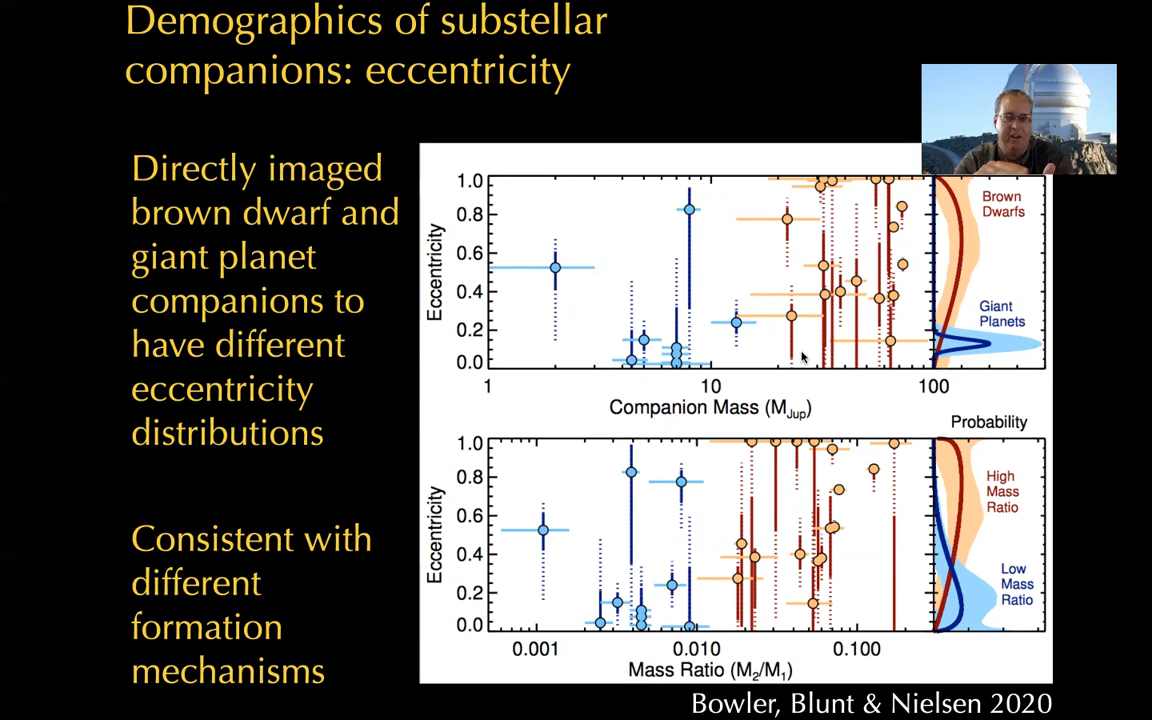 Demographics of substellar
companions: eccentricity
Directly imaged
brown dwarf and
giant planet
companions to
have different
eccentricity
distributions
Consistent with
different
formation
mechanisms
Eccentricity
1.0
0.8
0.6
0.4
0.2
0.0
1 10 100
Companion Mass (MJup)
Brown
Dwarfs
Giant
Planets
Probability
Eccentricity
1.0
0.8
0.6
0.4
0.2
0.0
0.001 0.010 0.100
Mass Ratio (M2/M1)
High
Mass
Ratio
Low
Mass
Ratio
Bowler, Blunt & Nielsen 2020